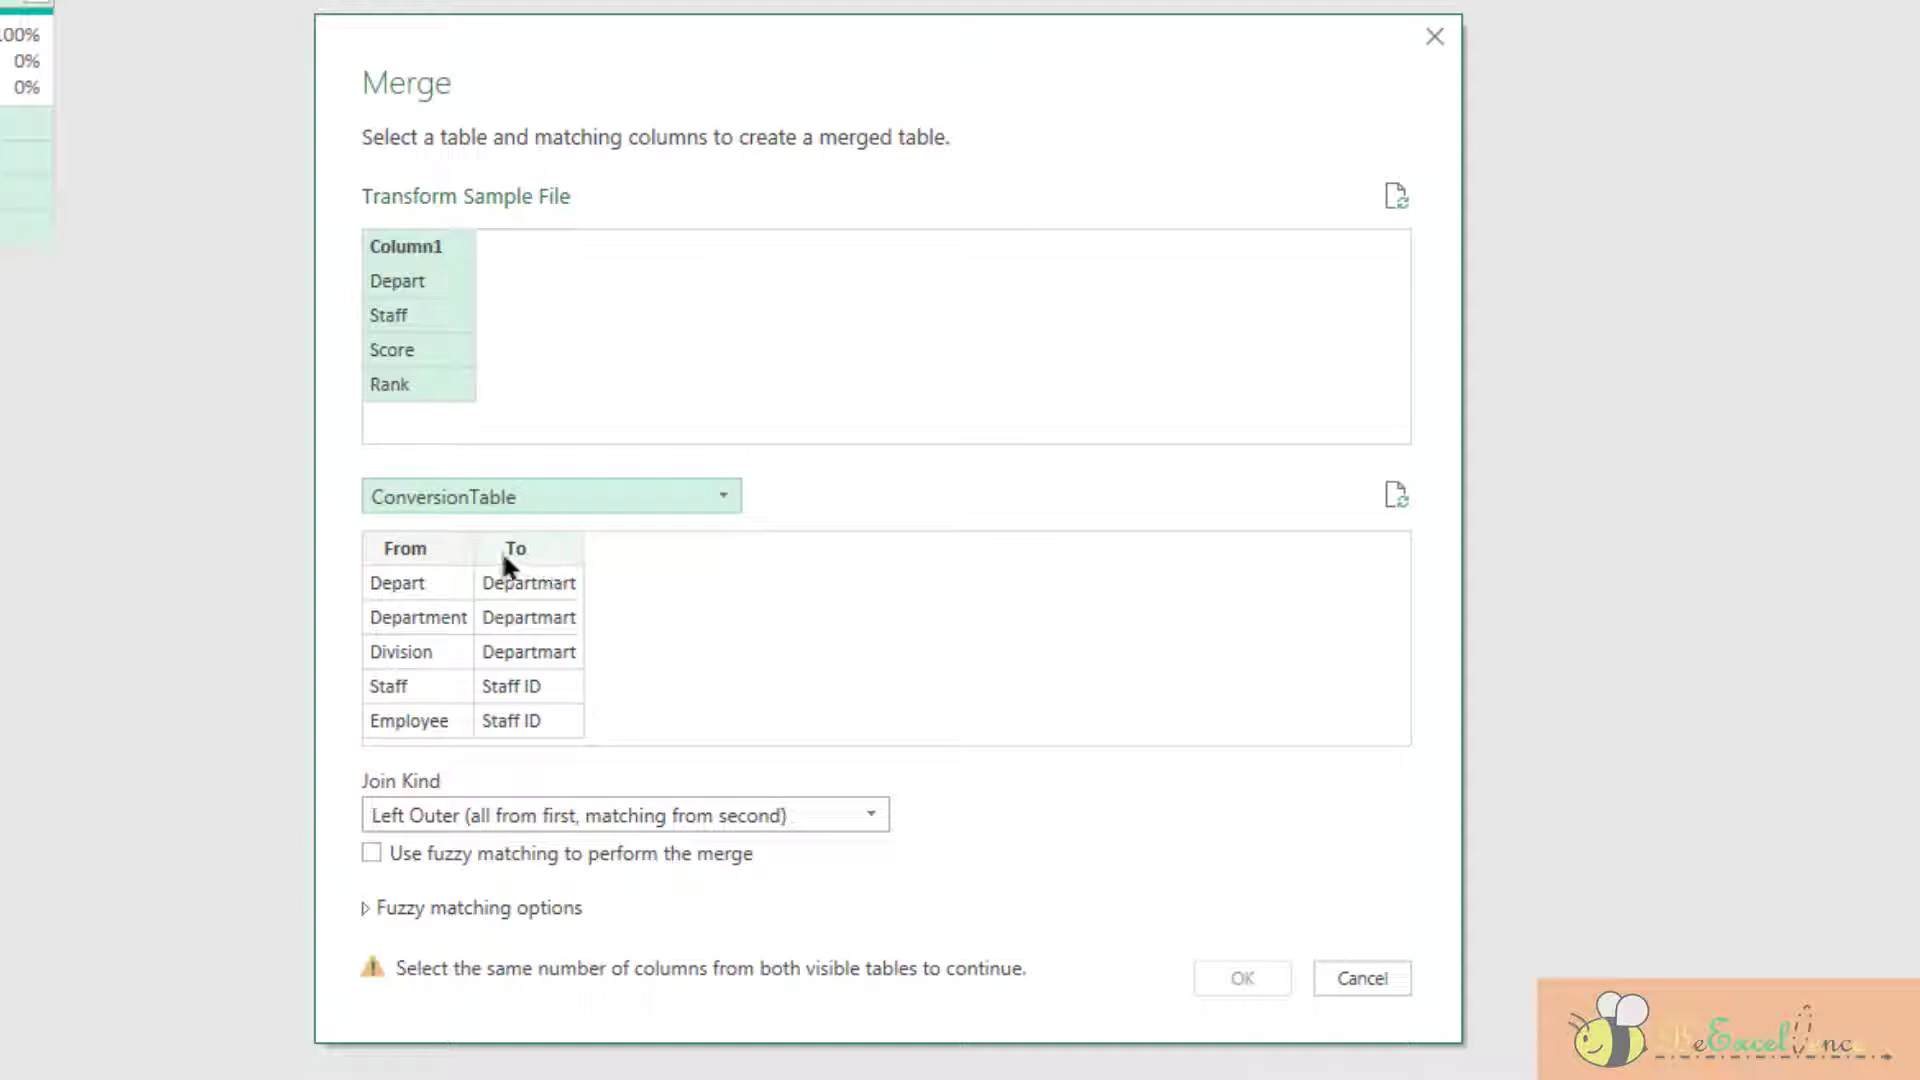 100%
0%
0%
Merge
Select a table and matching columns to create a merged table.
Transform Sample File
Column1
Depart
Staff
Score
Rank
ConversionTable
From To
Depart Departmart
Department Departmart
Division Departmart
Staff Staff ID
Employee Staff ID
Join Kind
Left Outer (all from first, matching from second)
Use fuzzy matching to perform the merge
Fuzzy matching options
Select the same number of columns from both visible tables to continue.
OK Cancel